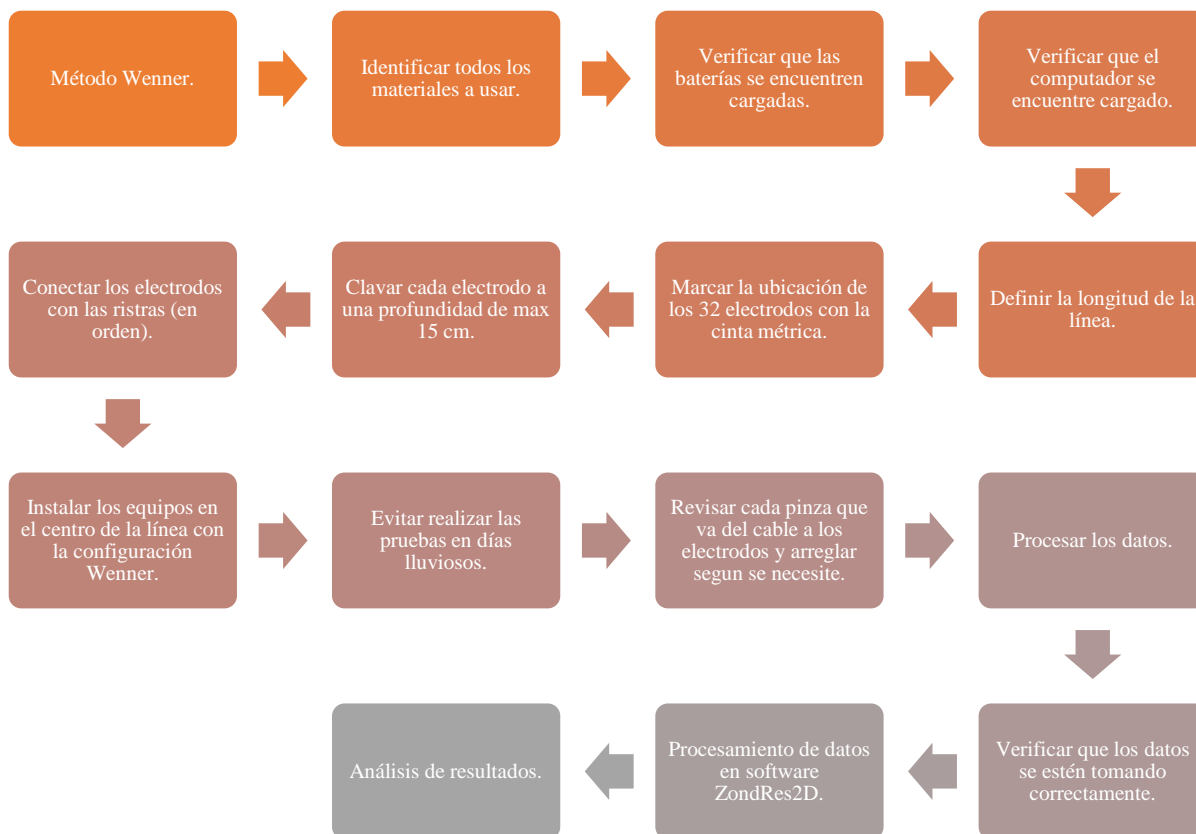 Método Wenner.
Identificar todos los
materiales a usar.
Verificar que las
baterías se encuentren
cargadas.
Verificar que el
computador se
encuentre cargado.
Definir la longitud de la
línea.
Marcar la ubicación de
los 32 electrodos con la
cinta métrica.
Clavar cada electrodo a
una profundidad de max
15 cm.
Conectar los electrodos
con las ristras (en
orden).
Instalar los equipos en
el centro de la línea con
la configuración
Wenner.
Evitar realizar las
pruebas en días
lluviosos.
Revisar cada pinza que
va del cable a los
electrodos y arreglar
segun se necesite.
Procesar los datos.
Verificar que los datos
se estén tomando
correctamente.
Procesamiento de datos
en software
ZondRes2D.
Análisis de resultados.